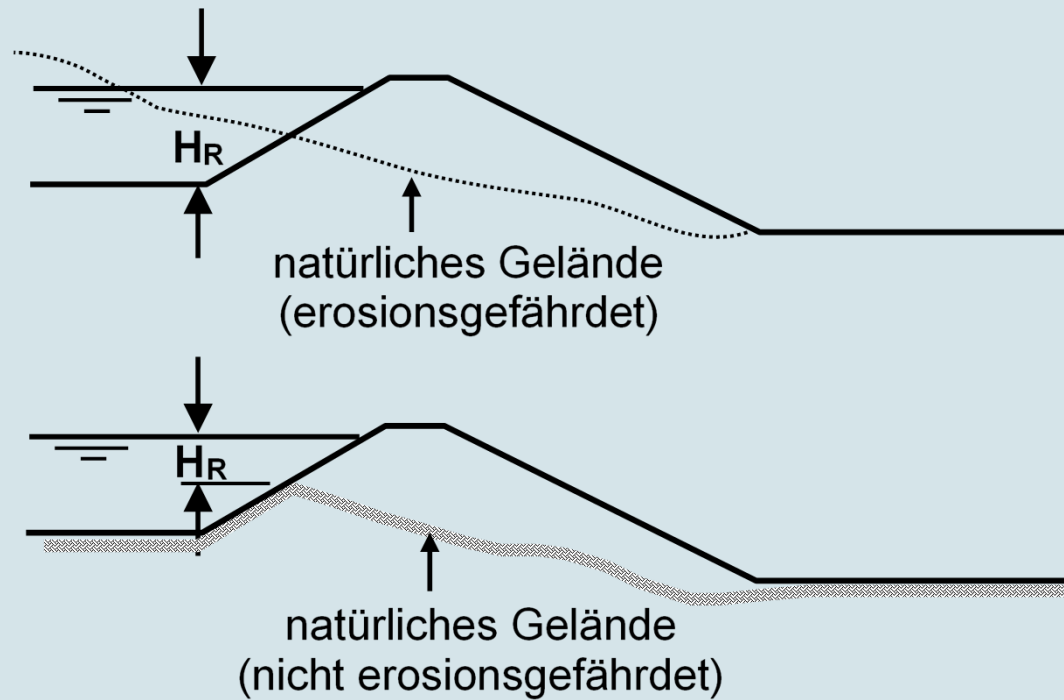 HR
natürliches Gelände
(erosionsgefährdet)
HR
natürliches Gelände
(nicht erosionsgefährdet)